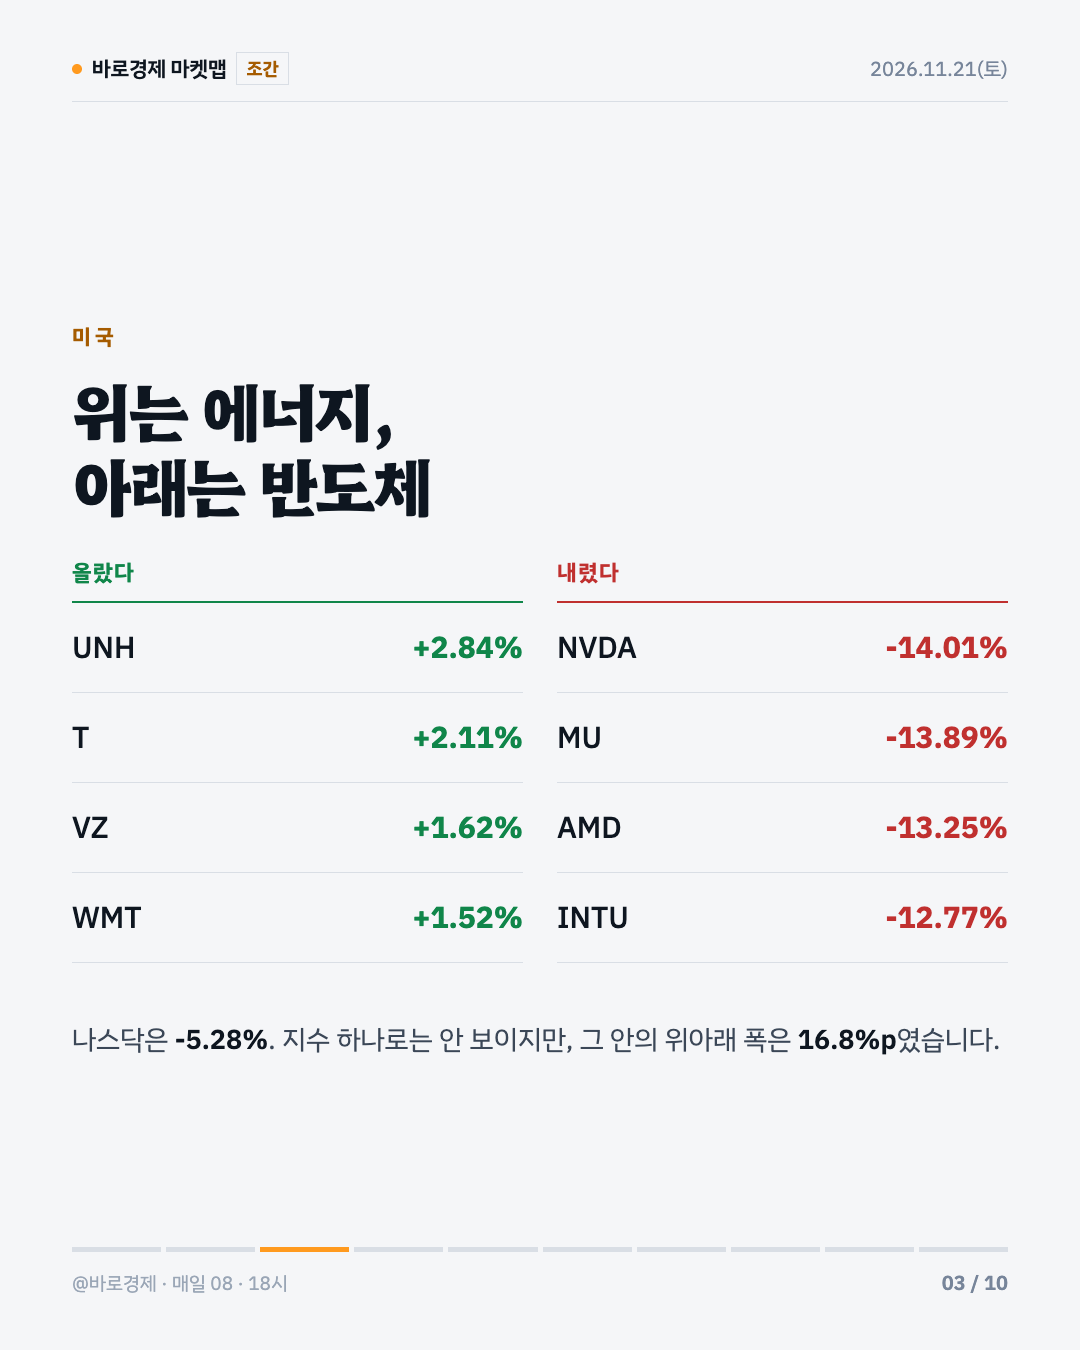 바로경제 마켓맵 조간 2026.11.21(토)
미국
위는 에너지,
아래는 반도체
올랐다 내렸다
UNH +2.84% NVDA -14.01%
T +2.11% MU -13.89%
VZ +1.62% AMD -13.25%
WMT +1.52% INTU -12.77%
나스닥은 -5.28%. 지수 하나로는 안 보이지만, 그 안의 위아래 폭은 16.8%p였습니다.
@바로경제 · 매일 08 · 18시 03 / 10